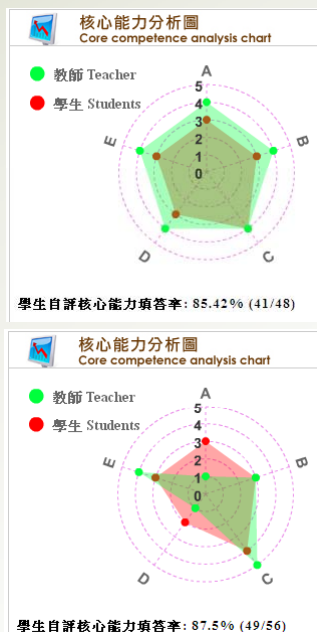 核心能力分析圖
Core competence analysis chart
教師 Teacher
學生 Students
A
5
4
3
2
1
0
E
B
D
C
學生自評核心能力填答率: 85.42% (41/48)
核心能力分析圖
Core competence analysis chart
教師 Teacher
學生 Students
A
5
4
3
2
1
0
E
B
D
C
學生自評核心能力填答率: 87.5% (49/56)